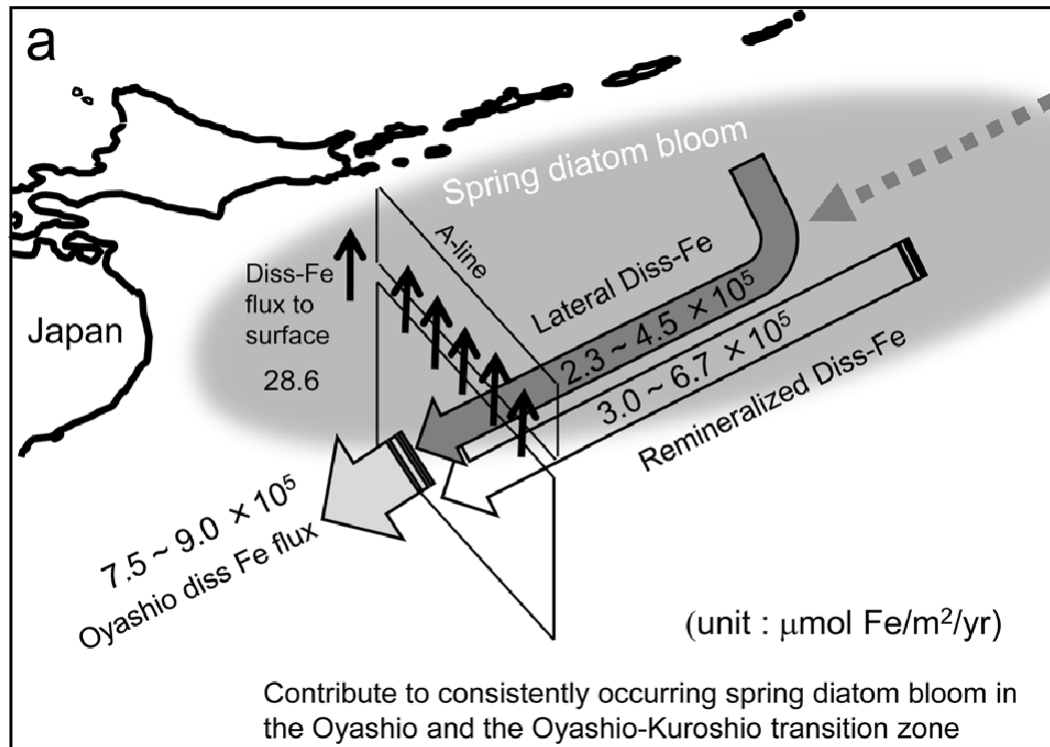 a
Spring diatom bloom
A-line
Diss-Fe
flux to
surface
28.6
Japan
Lateral Diss-Fe
2.3 ~ 4.5 × 10⁵
3.0 ~ 6.7 × 10⁵
Remineralized Diss-Fe
7.5 ~ 9.0 × 10⁵
Oyashio diss Fe flux
(unit : μmol Fe/m²/yr)
Contribute to consistently occurring spring diatom bloom in
the Oyashio and the Oyashio-Kuroshio transition zone